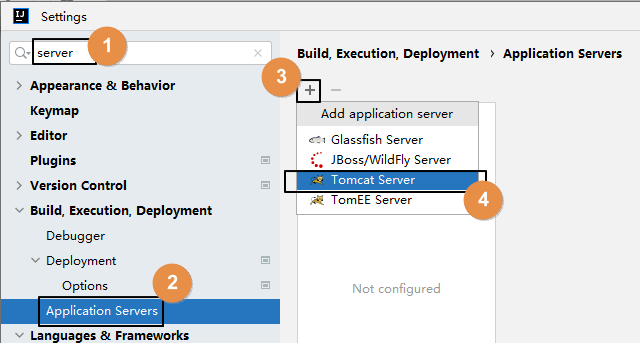 IJ
Settings
server
1
Appearance & Behavior
Keymap
Editor
Plugins
Version Control
Build, Execution, Deployment
Debugger
Deployment
Options
2
Application Servers
Languages & Frameworks
Build, Execution, Deployment › Application Servers
3
Add application server
Glassfish Server
JBoss/WildFly Server
Tomcat Server
4
TomEE Server
Not configured